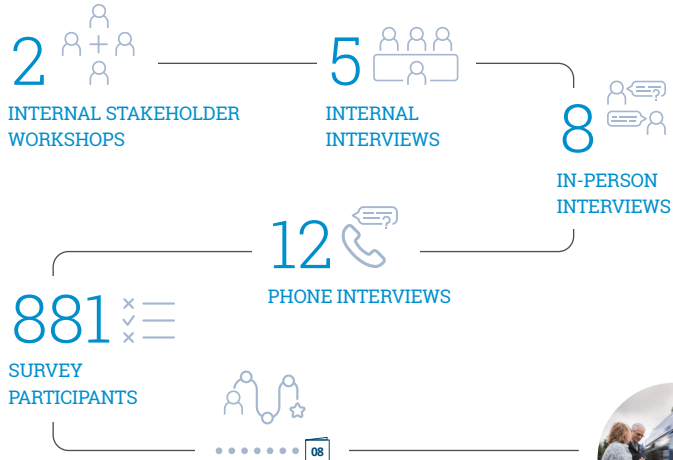 2
INTERNAL STAKEHOLDER
WORKSHOPS
5
INTERNAL
INTERVIEWS
8
?
IN-PERSON
INTERVIEWS
12
?
PHONE INTERVIEWS
881
SURVEY
PARTICIPANTS
08